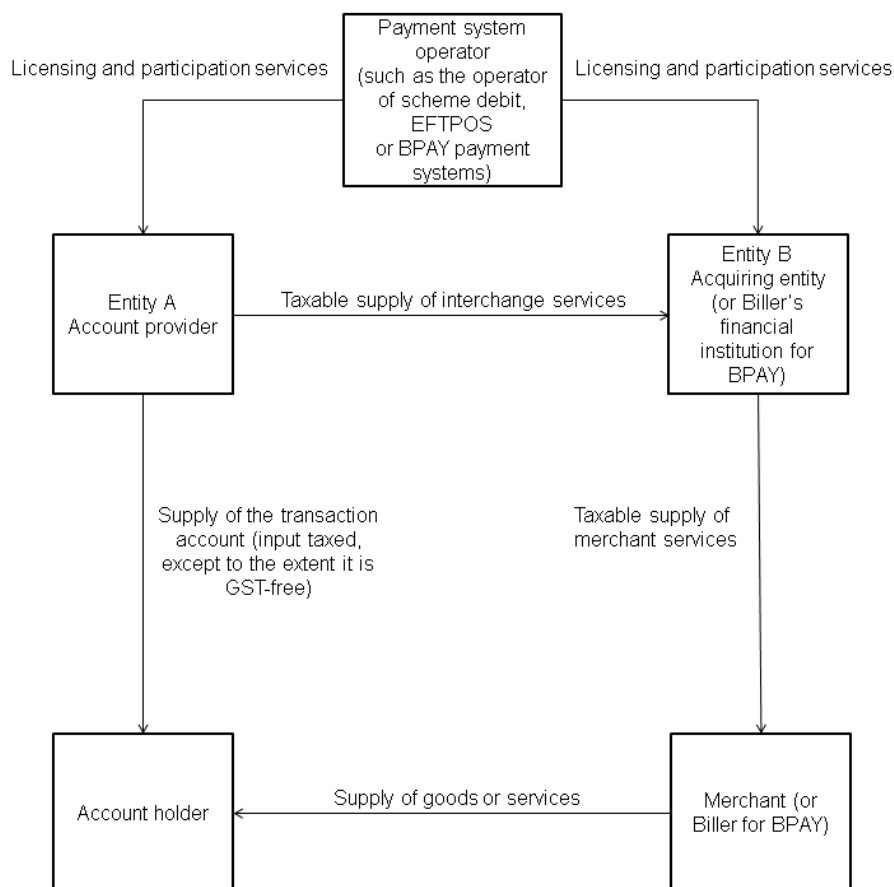 Payment system
operator
(such as the operator
of scheme debit,
EFTPOS
or BPAY payment
systems)
Licensing and participation services
Licensing and participation services
Entity A
Account provider
Taxable supply of interchange services
Entity B
Acquiring entity
(or Biller's
financial
institution for
BPAY)
Supply of the transaction
account (input taxed,
except to the extent it is
GST-free)
Taxable supply of
merchant services
Account holder
Supply of goods or services
Merchant (or
Biller for BPAY)